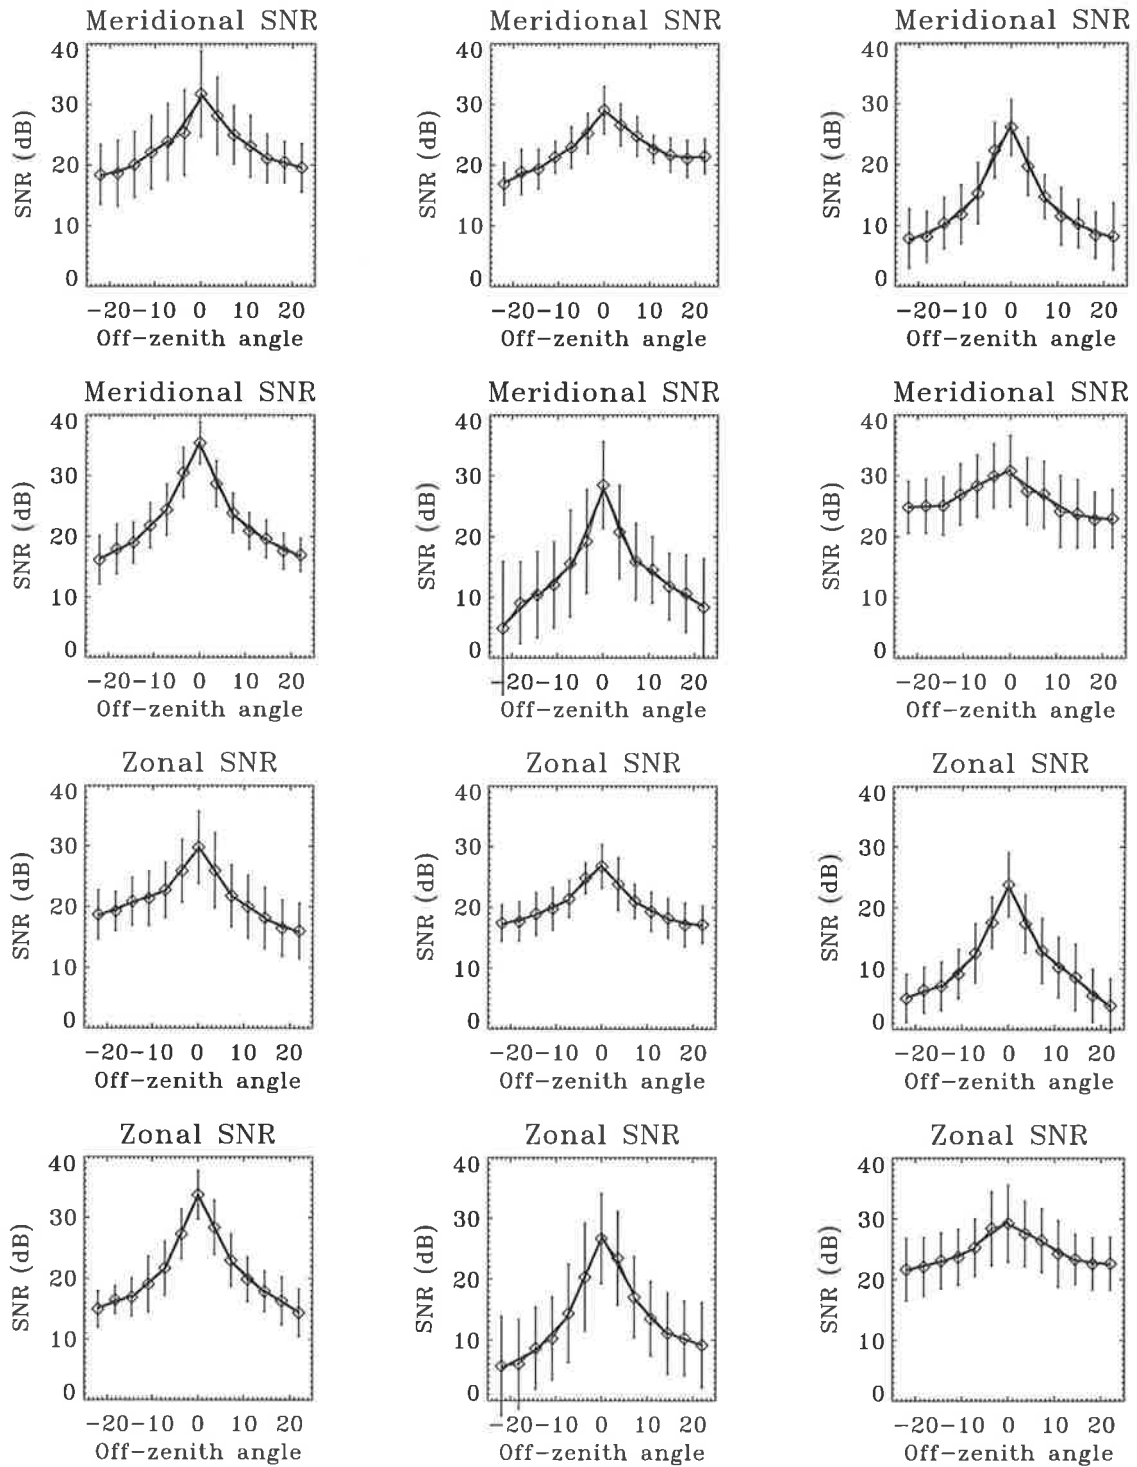 Meridional SNR Meridional SNR Meridional SNR
40 40 40
30 30 30
20 20 20
10 10 10
0 0 0
SNR (dB) SNR (dB) SNR (dB)
-20-10 0 10 20 -20-10 0 10 20 -20-10 0 10 20
Off-zenith angle Off-zenith angle Off-zenith angle
Meridional SNR Meridional SNR Meridional SNR
40 40 40
30 30 30
20 20 20
10 10 10
0 0 0
SNR (dB) SNR (dB) SNR (dB)
-20-10 0 10 20 -20-10 0 10 20 -20-10 0 10 20
Off-zenith angle Off-zenith angle Off-zenith angle
Zonal SNR Zonal SNR Zonal SNR
40 40 40
30 30 30
20 20 20
10 10 10
0 0 0
SNR (dB) SNR (dB) SNR (dB)
-20-10 0 10 20 -20-10 0 10 20 -20-10 0 10 20
Off-zenith angle Off-zenith angle Off-zenith angle
Zonal SNR Zonal SNR Zonal SNR
40 40 40
30 30 30
20 20 20
10 10 10
0 0 0
SNR (dB) SNR (dB) SNR (dB)
-20-10 0 10 20 -20-10 0 10 20 -20-10 0 10 20
Off-zenith angle Off-zenith angle Off-zenith angle